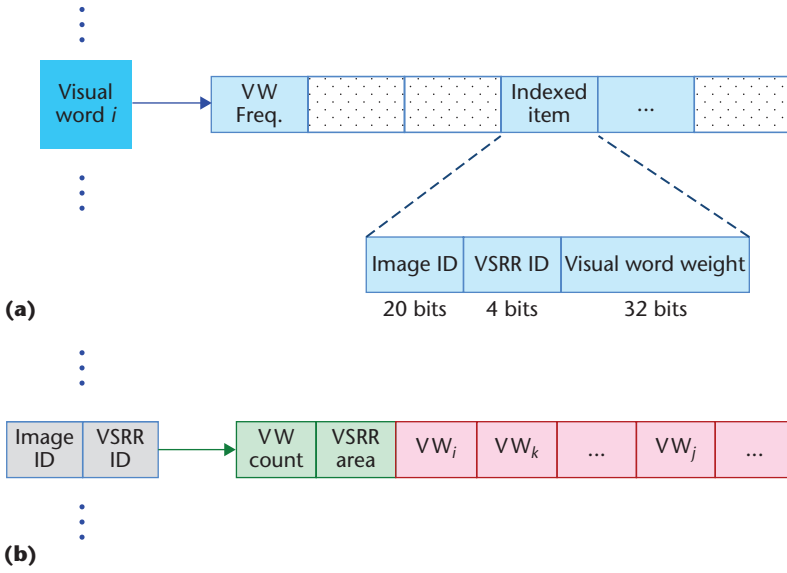 Visual
word i
VW
Freq.
Indexed
item
...
Image ID
VSRR ID
Visual word weight
20 bits
4 bits
32 bits
(a)
Image
ID
VSRR
ID
VW
count
VSRR
area
VWi
VWk
...
VWj
...
(b)